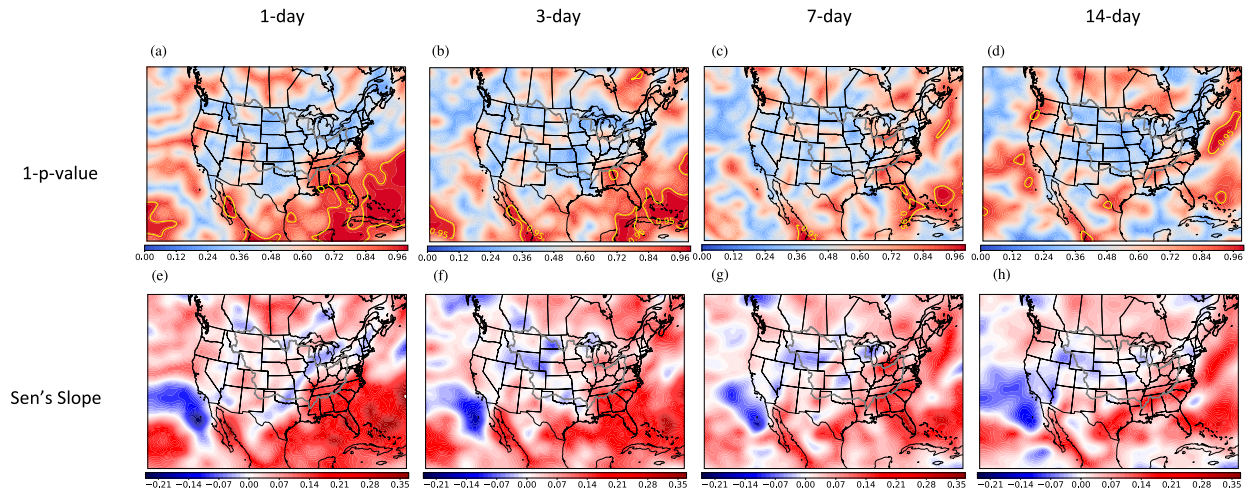 1-day 3-day 7-day 14-day
(a) (b) (c) (d)
1-p-value
0.95 0.95 0.95 0.95
0.00 0.12 0.24 0.36 0.48 0.60 0.72 0.84 0.96 0.00 0.12 0.24 0.36 0.48 0.60 0.72 0.84 0.96 0.00 0.12 0.24 0.36 0.48 0.60 0.72 0.84 0.96 0.00 0.12 0.24 0.36 0.48 0.60 0.72 0.84 0.96
(e) (f) (g) (h)
Sen's Slope
−0.21 −0.14 −0.07 0.00 0.07 0.14 0.21 0.28 0.35 −0.21 −0.14 −0.07 0.00 0.07 0.14 0.21 0.28 0.35 −0.21 −0.14 −0.07 0.00 0.07 0.14 0.21 0.28 0.35 −0.21 −0.14 −0.07 0.00 0.07 0.14 0.21 0.28 0.35